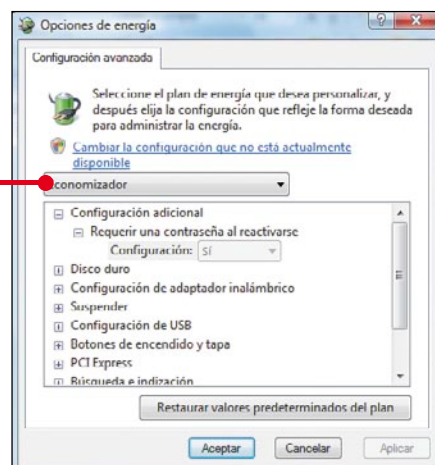 Opciones de energía
Configuración avanzada
Seleccione el plan de energía que desea personalizar, y
después elija la configuración que refleje la forma deseada
para administrar la energía.
Cambiar la configuración que no está actualmente
disponible
conomizador
Configuración adicional
Requerir una contraseña al reactivarse
Configuración: Sí
Disco duro
Configuración de adaptador inalámbrico
Suspender
Configuración de USB
Botones de encendido y tapa
PCI Express
Búsqueda e indización
Restaurar valores predeterminados del plan
Aceptar Cancelar Aplicar